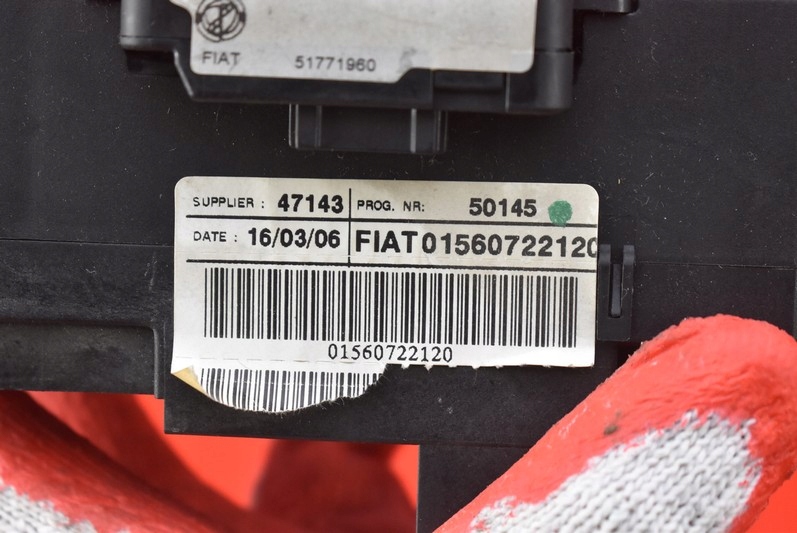 FIAT 51771960
SUPPLIER : 47143 PROG. NR: 50145
DATE : 16/03/06 FIAT 01560722120
01560722120